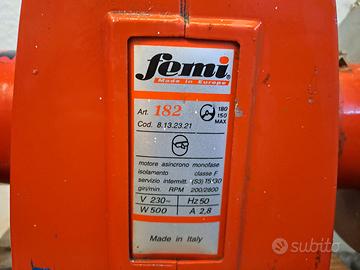 femi®
Made in Europe
Art. 182
180
150
MAX
Cod. 8.13.23.21
motore asincrono monofase
isolamento classe F
servizio intermitt. (S3) 15/30
giri/min. RPM 200/2800
V 230~ Hz 50
W 500 A 2,8
Made in Italy
subito